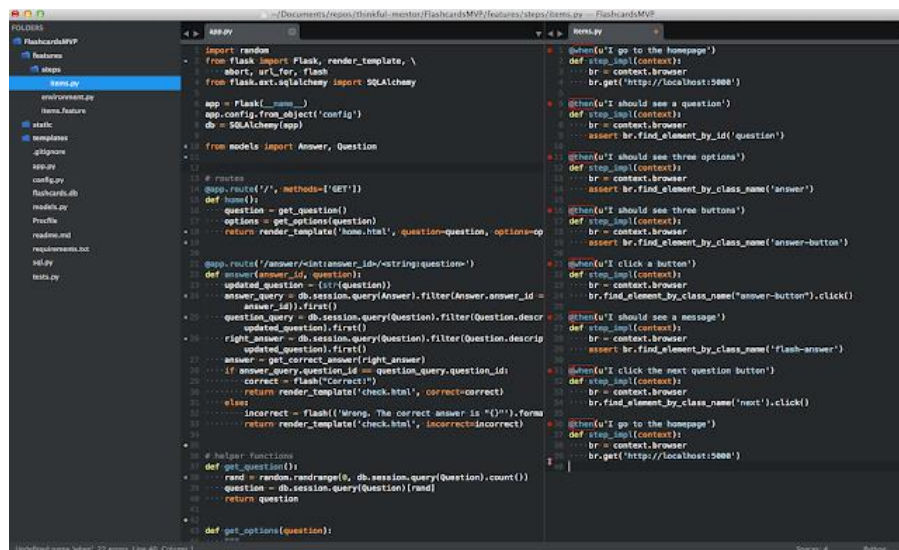 ~/Documents/repos/thinkful-mentor/FlashcardsMVP/features/steps/items.py — FlashcardsMVP
FOLDERS
FlashcardsMVP
features
steps
items.py
environment.py
items.feature
static
templates
.gitignore
app.py
config.py
flashcards.db
models.py
Procfile
readme.md
requirements.txt
sql.py
tests.py
app.py
import random
from flask import Flask, render_template, \
abort, url_for, flash
from flask.ext.sqlalchemy import SQLAlchemy
app = Flask(__name__)
app.config.from_object('config')
db = SQLAlchemy(app)
from models import Answer, Question
# routes
@app.route('/', methods=['GET'])
def home():
question = get_question()
options = get_options(question)
return render_template('home.html', question=question, options=op
@app.route('/answer/<int:answer_id>/<string:question>')
def answer(answer_id, question):
updated_question = (str(question))
answer_query = db.session.query(Answer).filter(Answer.answer_id =
answer_id)).first()
question_query = db.session.query(Question).filter(Question.descr
updated_question).first()
right_answer = db.session.query(Question).filter(Question.descrip
updated_question).first()
answer = get_correct_answer(right_answer)
if answer_query.question_id == question_query.question_id:
correct = flash("Correct!")
return render_template('check.html', correct=correct)
else:
incorrect = flash(('Wrong. The correct answer is "{}"').forma
return render_template('check.html', incorrect=incorrect)
# helper functions
def get_question():
rand = random.randrange(0, db.session.query(Question).count())
question = db.session.query(Question)[rand]
return question
def get_options(question):
"""
items.py
@when(u'I go to the homepage')
def step_impl(context):
br = context.browser
br.get('http://localhost:5000')
@then(u'I should see a question')
def step_impl(context):
br = context.browser
assert br.find_element_by_id('question')
@then(u'I should see three options')
def step_impl(context):
br = context.browser
assert br.find_element_by_class_name('answer')
@then(u'I should see three buttons')
def step_impl(context):
br = context.browser
assert br.find_element_by_class_name('answer-button')
@when(u'I click a button')
def step_impl(context):
br = context.browser
br.find_element_by_class_name("answer-button").click()
@then(u'I should see a message')
def step_impl(context):
br = context.browser
assert br.find_element_by_class_name('flash-answer')
@when(u'I click the next question button')
def step_impl(context):
br = context.browser
br.find_element_by_class_name('next').click()
@then(u'I go to the homepage')
def step_impl(context):
br = context.browser
br.get('http://localhost:5000')